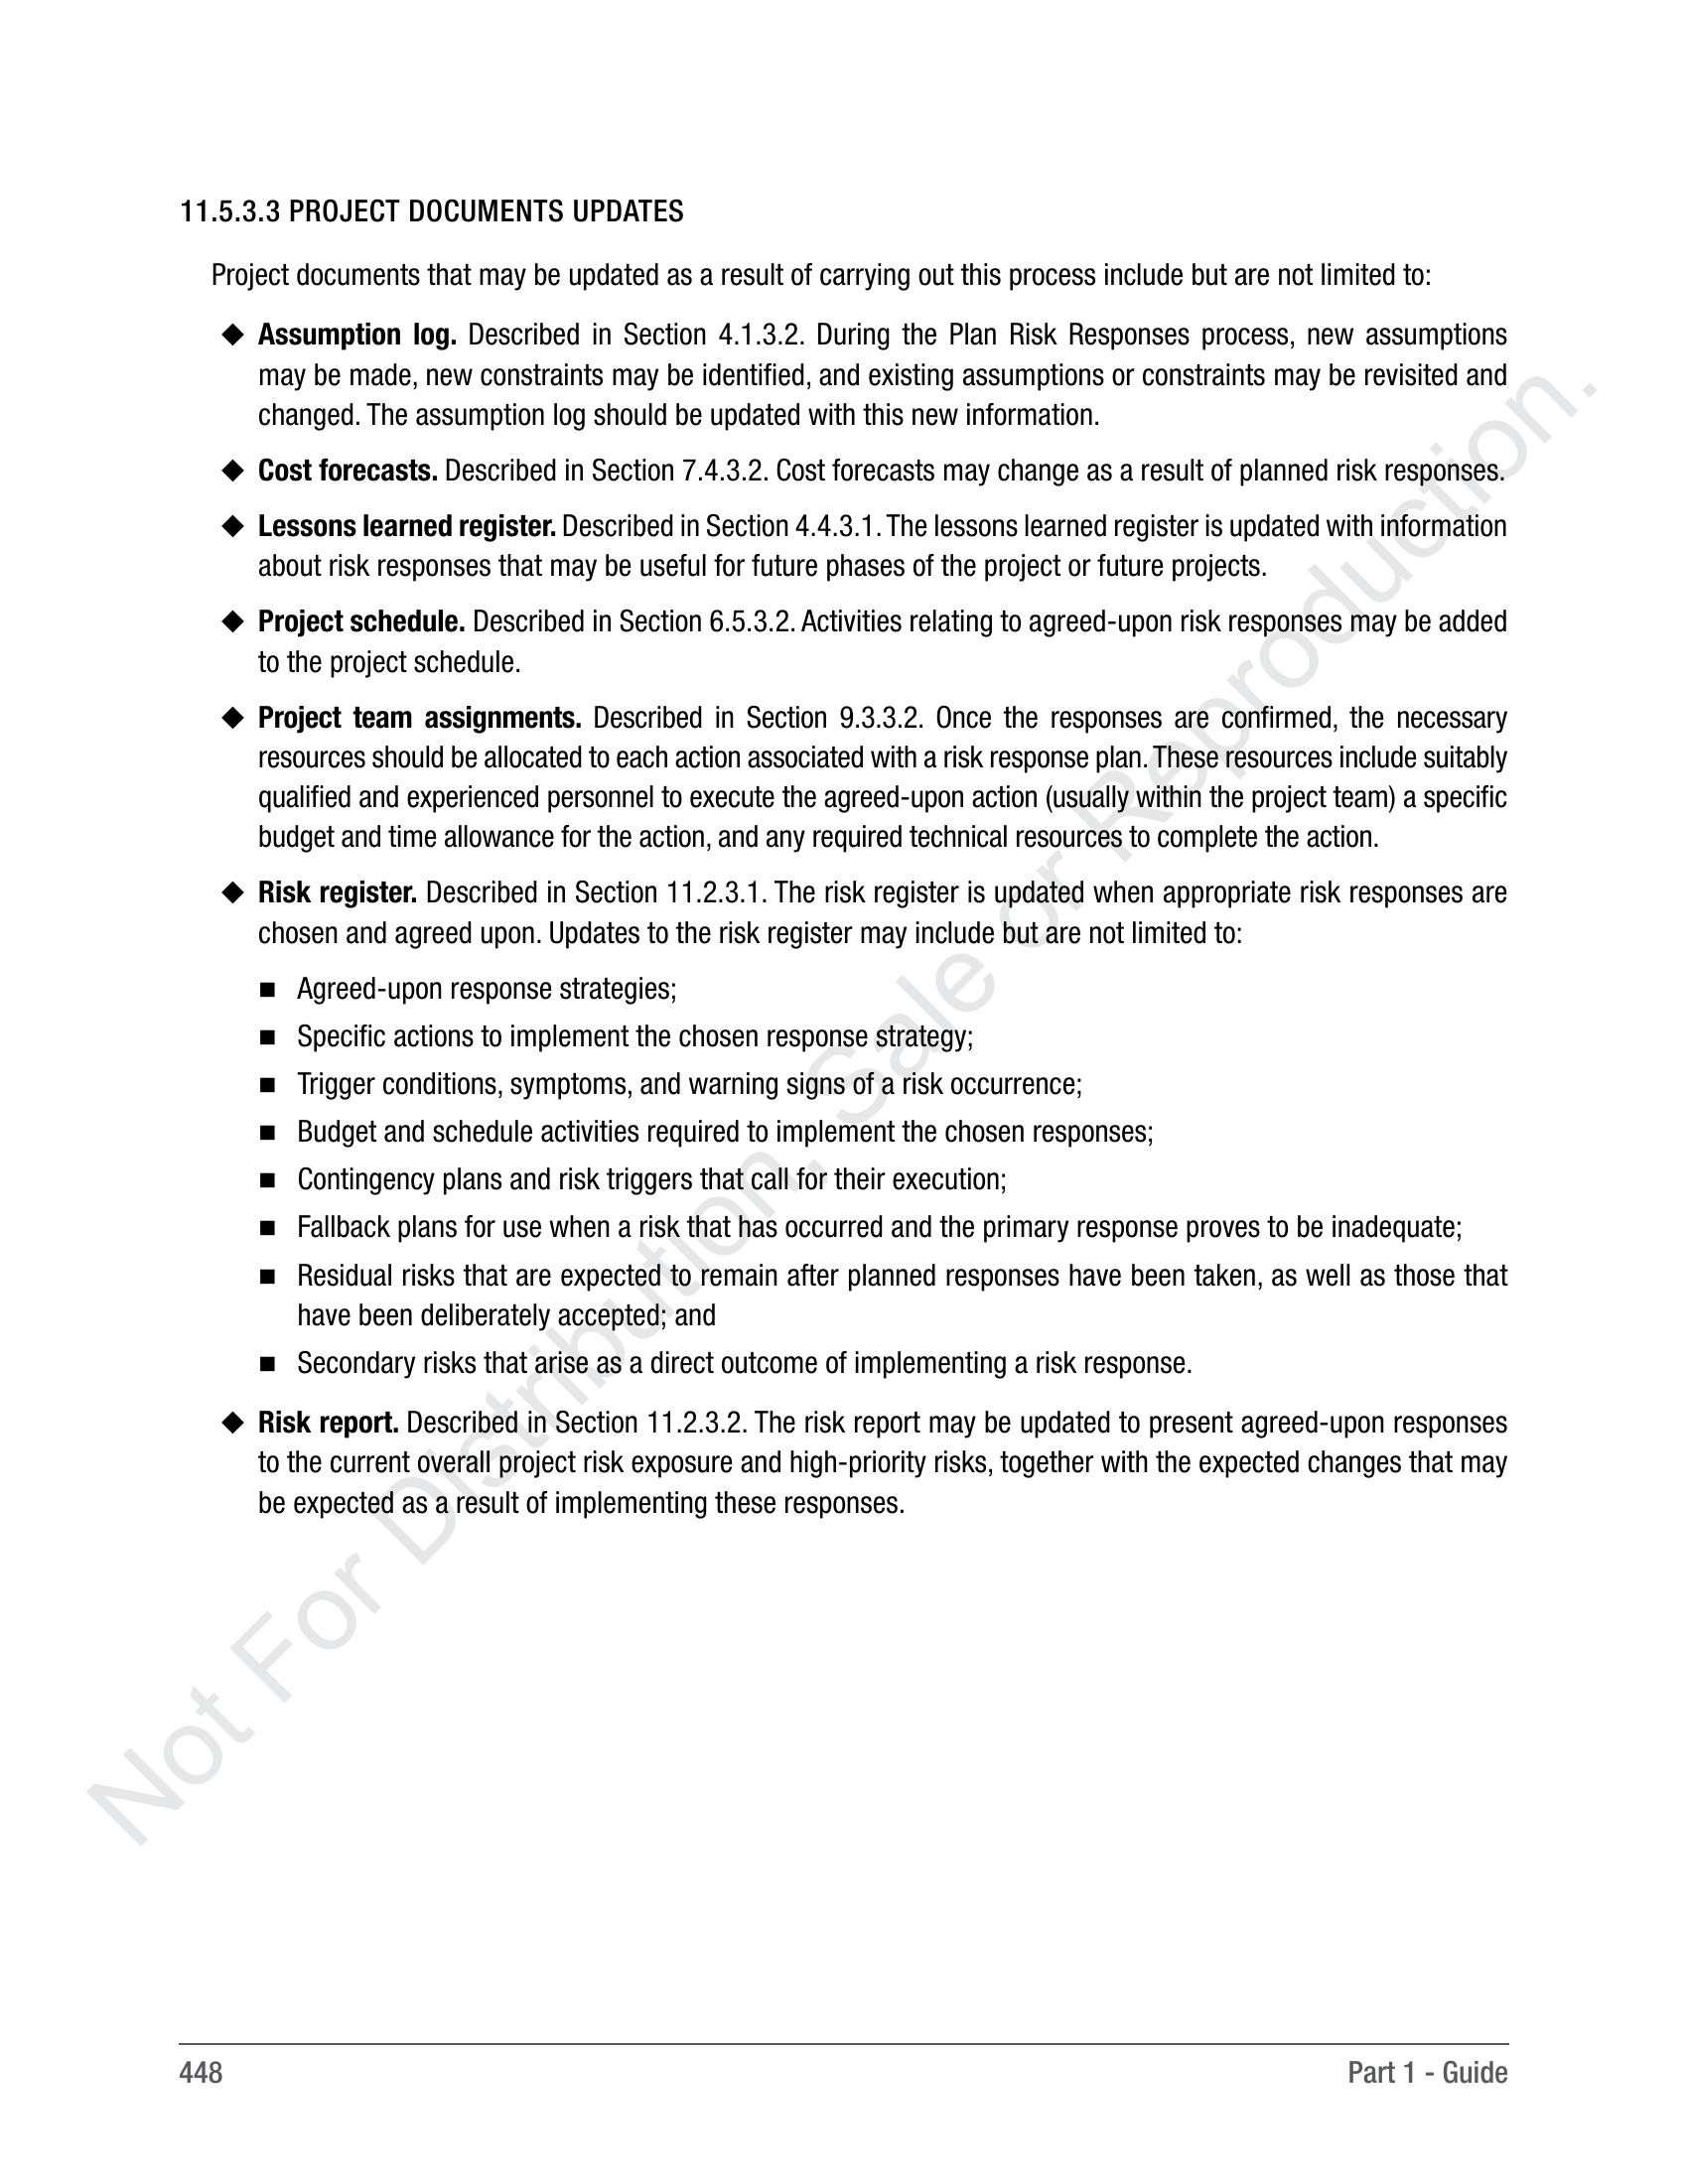 11.5.3.3 PROJECT DOCUMENTS UPDATES
Project documents that may be updated as a result of carrying out this process include but are not limited to:
◆ Assumption log. Described in Section 4.1.3.2. During the Plan Risk Responses process, new assumptions
may be made, new constraints may be identified, and existing assumptions or constraints may be revisited and
changed. The assumption log should be updated with this new information.
◆ Cost forecasts. Described in Section 7.4.3.2. Cost forecasts may change as a result of planned risk responses.
◆ Lessons learned register. Described in Section 4.4.3.1. The lessons learned register is updated with information
about risk responses that may be useful for future phases of the project or future projects.
◆ Project schedule. Described in Section 6.5.3.2. Activities relating to agreed-upon risk responses may be added
to the project schedule.
◆ Project team assignments. Described in Section 9.3.3.2. Once the responses are confirmed, the necessary
resources should be allocated to each action associated with a risk response plan. These resources include suitably
qualified and experienced personnel to execute the agreed-upon action (usually within the project team) a specific
budget and time allowance for the action, and any required technical resources to complete the action.
◆ Risk register. Described in Section 11.2.3.1. The risk register is updated when appropriate risk responses are
chosen and agreed upon. Updates to the risk register may include but are not limited to:
■ Agreed-upon response strategies;
■ Specific actions to implement the chosen response strategy;
■ Trigger conditions, symptoms, and warning signs of a risk occurrence;
■ Budget and schedule activities required to implement the chosen responses;
■ Contingency plans and risk triggers that call for their execution;
■ Fallback plans for use when a risk that has occurred and the primary response proves to be inadequate;
■ Residual risks that are expected to remain after planned responses have been taken, as well as those that
have been deliberately accepted; and
■ Secondary risks that arise as a direct outcome of implementing a risk response.
◆ Risk report. Described in Section 11.2.3.2. The risk report may be updated to present agreed-upon responses
to the current overall project risk exposure and high-priority risks, together with the expected changes that may
be expected as a result of implementing these responses.
Not For Distribution, Sale or Reproduction.
448
Part 1 - Guide